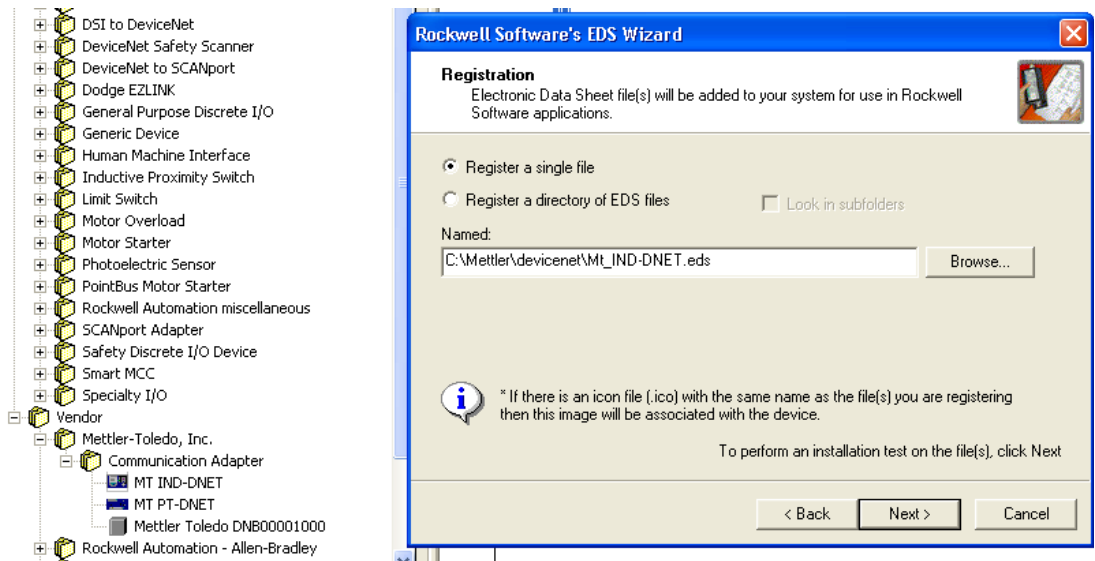 DSI to DeviceNet
DeviceNet Safety Scanner
DeviceNet to SCANport
Dodge EZLINK
General Purpose Discrete I/O
Generic Device
Human Machine Interface
Inductive Proximity Switch
Limit Switch
Motor Overload
Motor Starter
Photoelectric Sensor
PointBus Motor Starter
Rockwell Automation miscellaneous
SCANport Adapter
Safety Discrete I/O Device
Smart MCC
Specialty I/O
Vendor
Mettler-Toledo, Inc.
Communication Adapter
MT IND-DNET
MT PT-DNET
Mettler Toledo DNB00001000
Rockwell Automation - Allen-Bradley
Rockwell Software's EDS Wizard
Registration
Electronic Data Sheet file(s) will be added to your system for use in Rockwell
Software applications.
Register a single file
Register a directory of EDS files
Look in subfolders
Named:
C:\Mettler\devicenet\Mt_IND-DNET.eds
Browse...
* If there is an icon file (.ico) with the same name as the file(s) you are registering
then this image will be associated with the device.
To perform an installation test on the file(s), click Next
< Back
Next >
Cancel